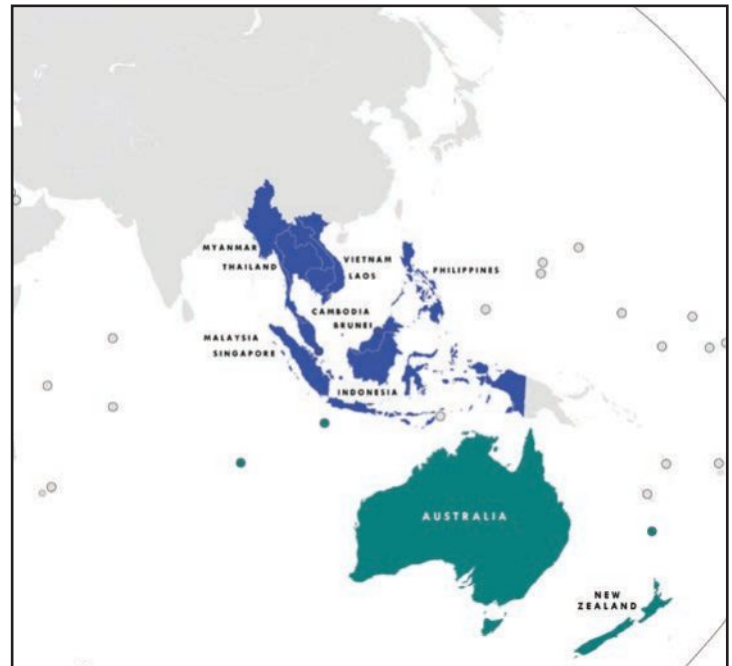 MYANMAR
THAILAND
VIETNAM
LAOS
PHILIPPINES
CAMBODIA
BRUNEI
MALAYSIA
SINGAPORE
INDONESIA
AUSTRALIA
NEW
ZEALAND